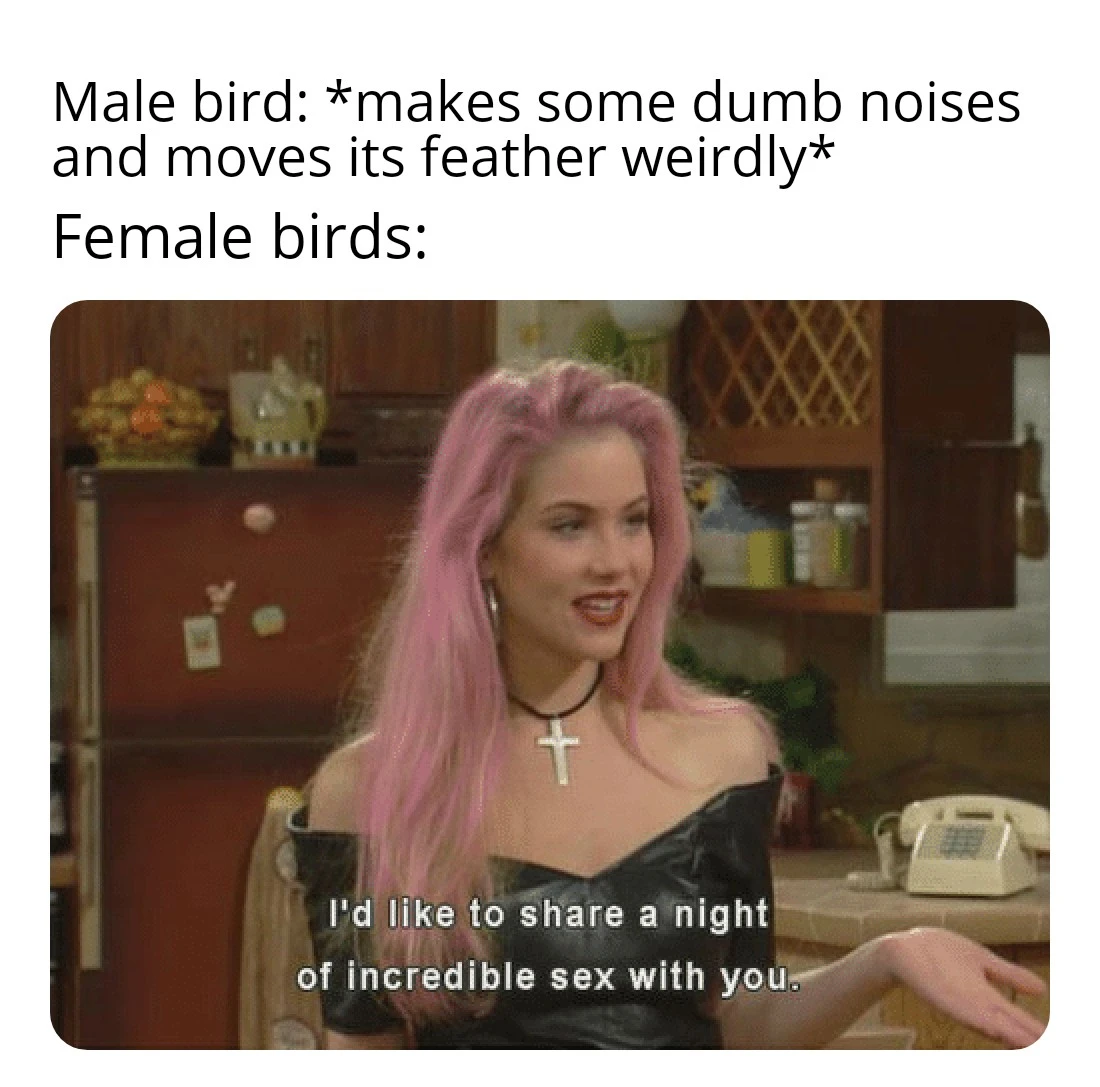 Male bird: *makes some dumb noises
and moves its feather weirdly*
Female birds:
I'd like to share a night
of incredible sex with you.